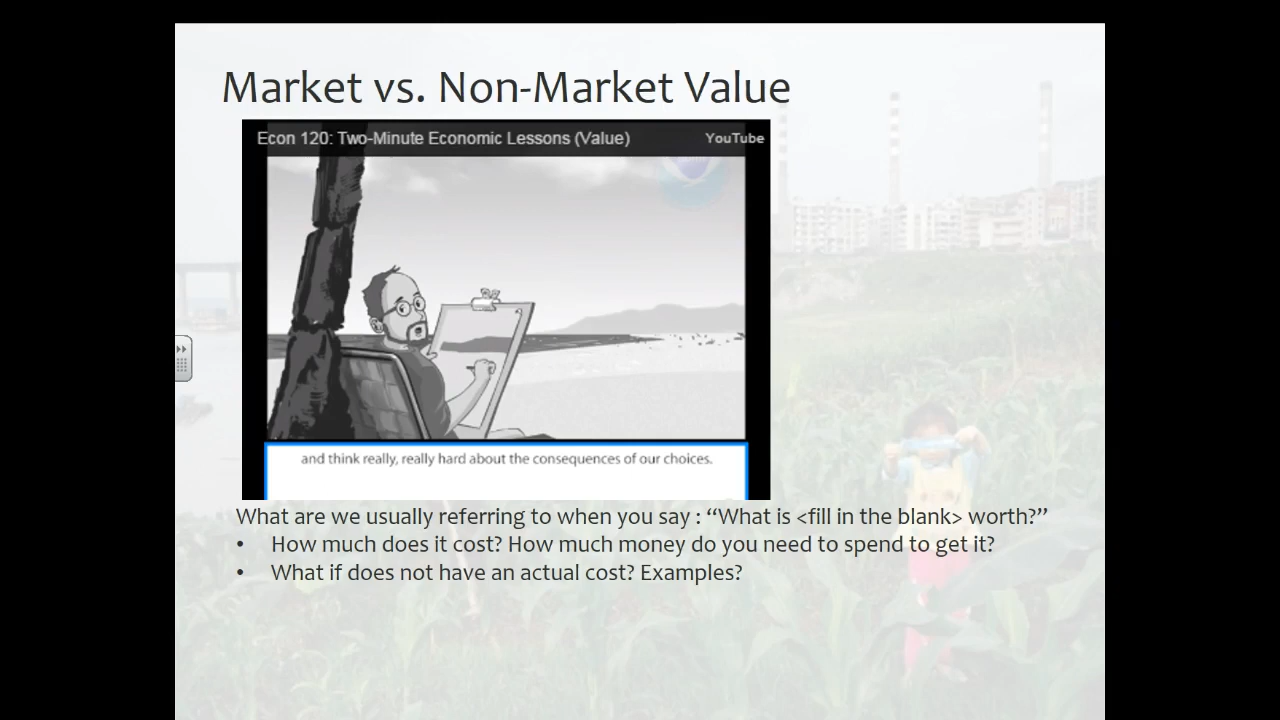 Market vs. Non-Market Value
Econ 120: Two-Minute Economic Lessons (Value)
YouTube
and think really, really hard about the consequences of our choices.
What are we usually referring to when you say : “What is <fill in the blank> worth?”
• How much does it cost? How much money do you need to spend to get it?
• What if does not have an actual cost? Examples?